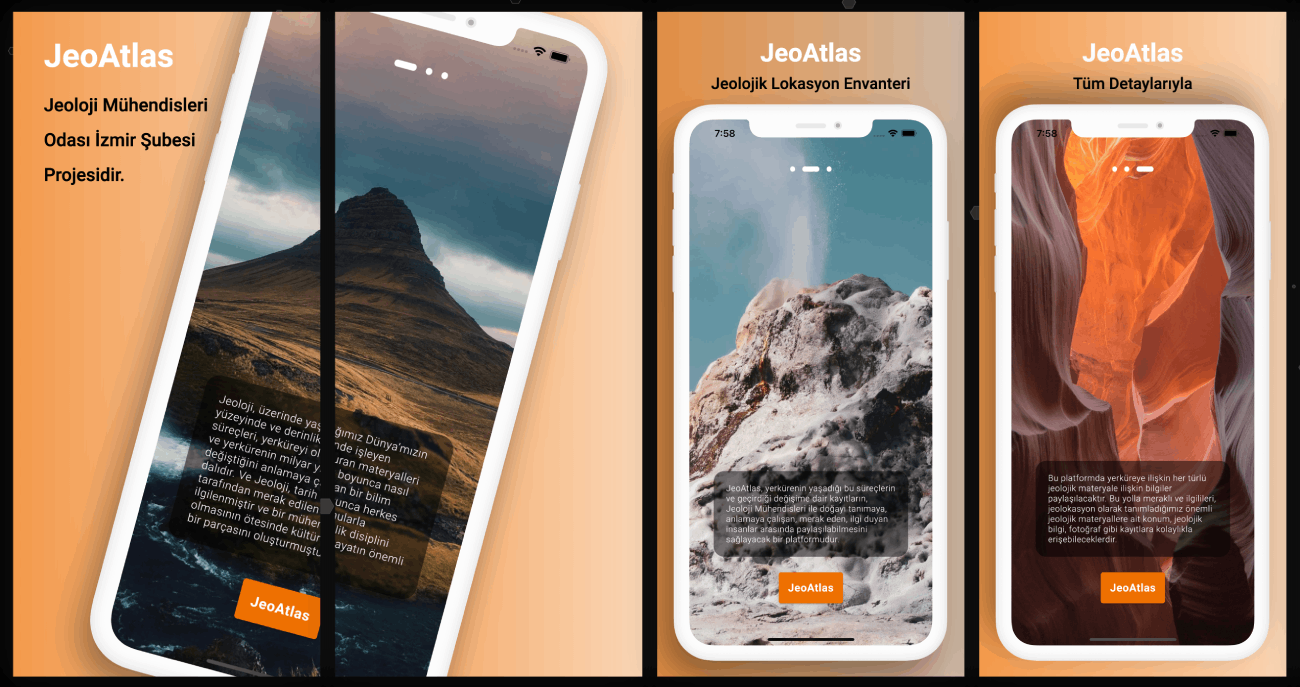 JeoAtlas
Jeoloji Mühendisleri
Odası İzmir Şubesi
Projesidir.
Jeoloji, üzerinde yaş ğımız Dünya'mızın
yüzeyinde ve derinlik nde işleyen
süreçleri, yerküreyi ol uran materyalleri
ve yerkürenin milyar y boyunca nasıl
değiştiğini anlamaya ç an bir bilim
dalıdır. Ve Jeoloji, tarih unca herkes
tarafından merak edilen nularla
ilgilenmiştir ve bir mühen lik disiplini
olmasının ötesinde kültür ayatın önemli
bir parçasını oluşturmuştu
JeoAtlas
JeoAtlas
Jeolojik Lokasyon Envanteri
7:58
JeoAtlas, yerkürenin yaşadığı bu süreçlerin
ve geçirdiği değişime dair kayıtların,
Jeoloji Mühendisleri ile doğayı tanımaya,
anlamaya çalışan, merak eden, ilgi duyan
insanlar arasında paylaşılabilmesini
sağlayacak bir platformudur.
JeoAtlas
JeoAtlas
Tüm Detaylarıyla
7:58
Bu platformda yerküreye ilişkin her türlü
jeolojik materyale ilişkin bilgiler
paylaşılacaktır. Bu yolla meraklı ve ilgilileri,
jeolokasyon olarak tanımladığımız önemli
jeolojik materyallere ait konum, jeolojik
bilgi, fotoğraf gibi kayıtlara kolaylıkla
erişebileceklerdir.
JeoAtlas